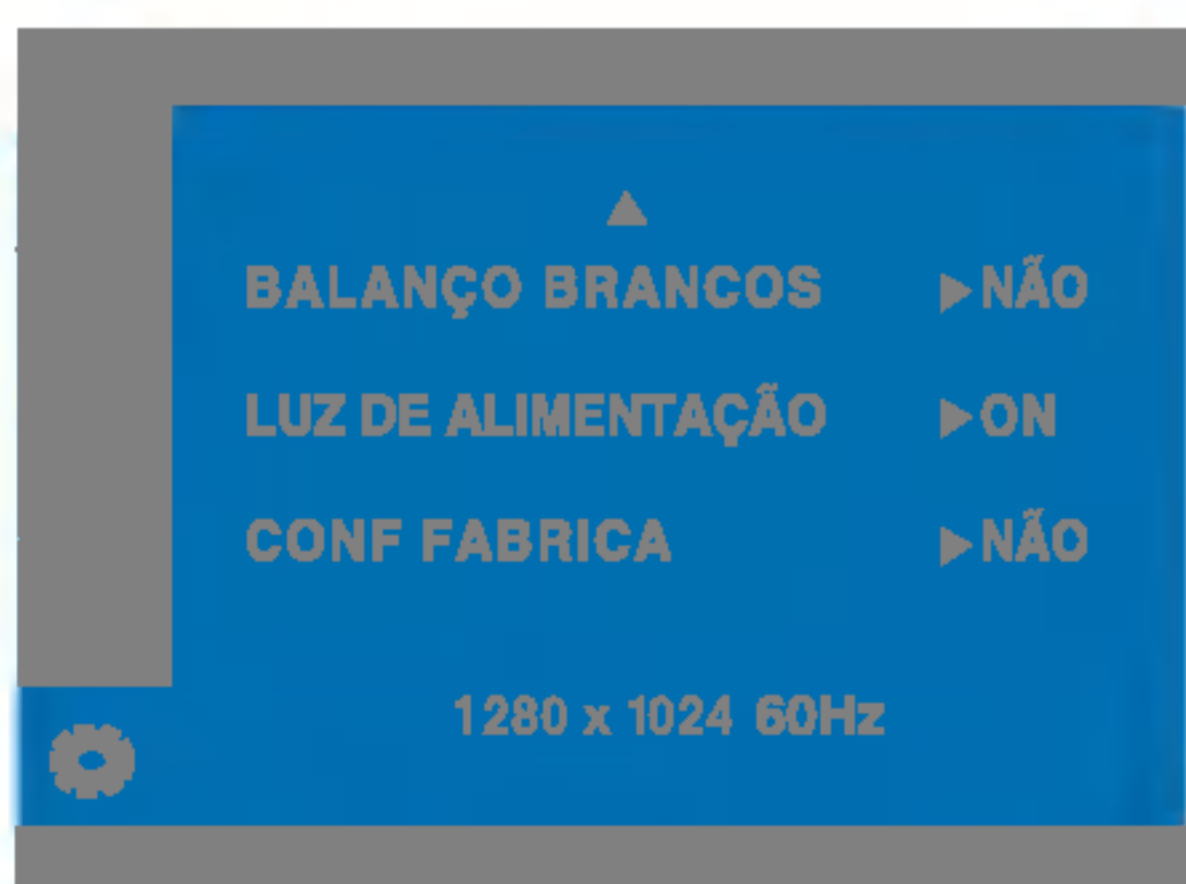 BALANÇO BRANCOS ▶NÃO
LUZ DE ALIMENTAÇÃO ▶ON
CONF FABRICA ▶NÃO
1280 x 1024 60Hz